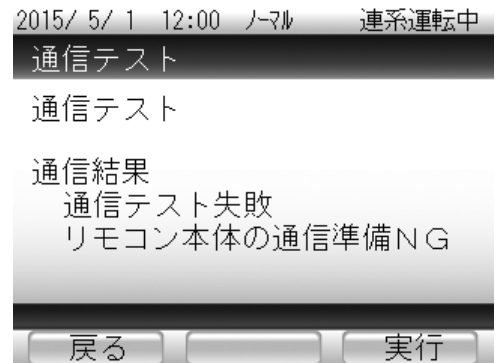 2015/ 5/ 1 12:00 ﾉｰﾏﾙ 連系運転中
通信テスト
通信テスト
通信結果
通信テスト失敗
リモコン本体の通信準備ＮＧ
戻る 実行